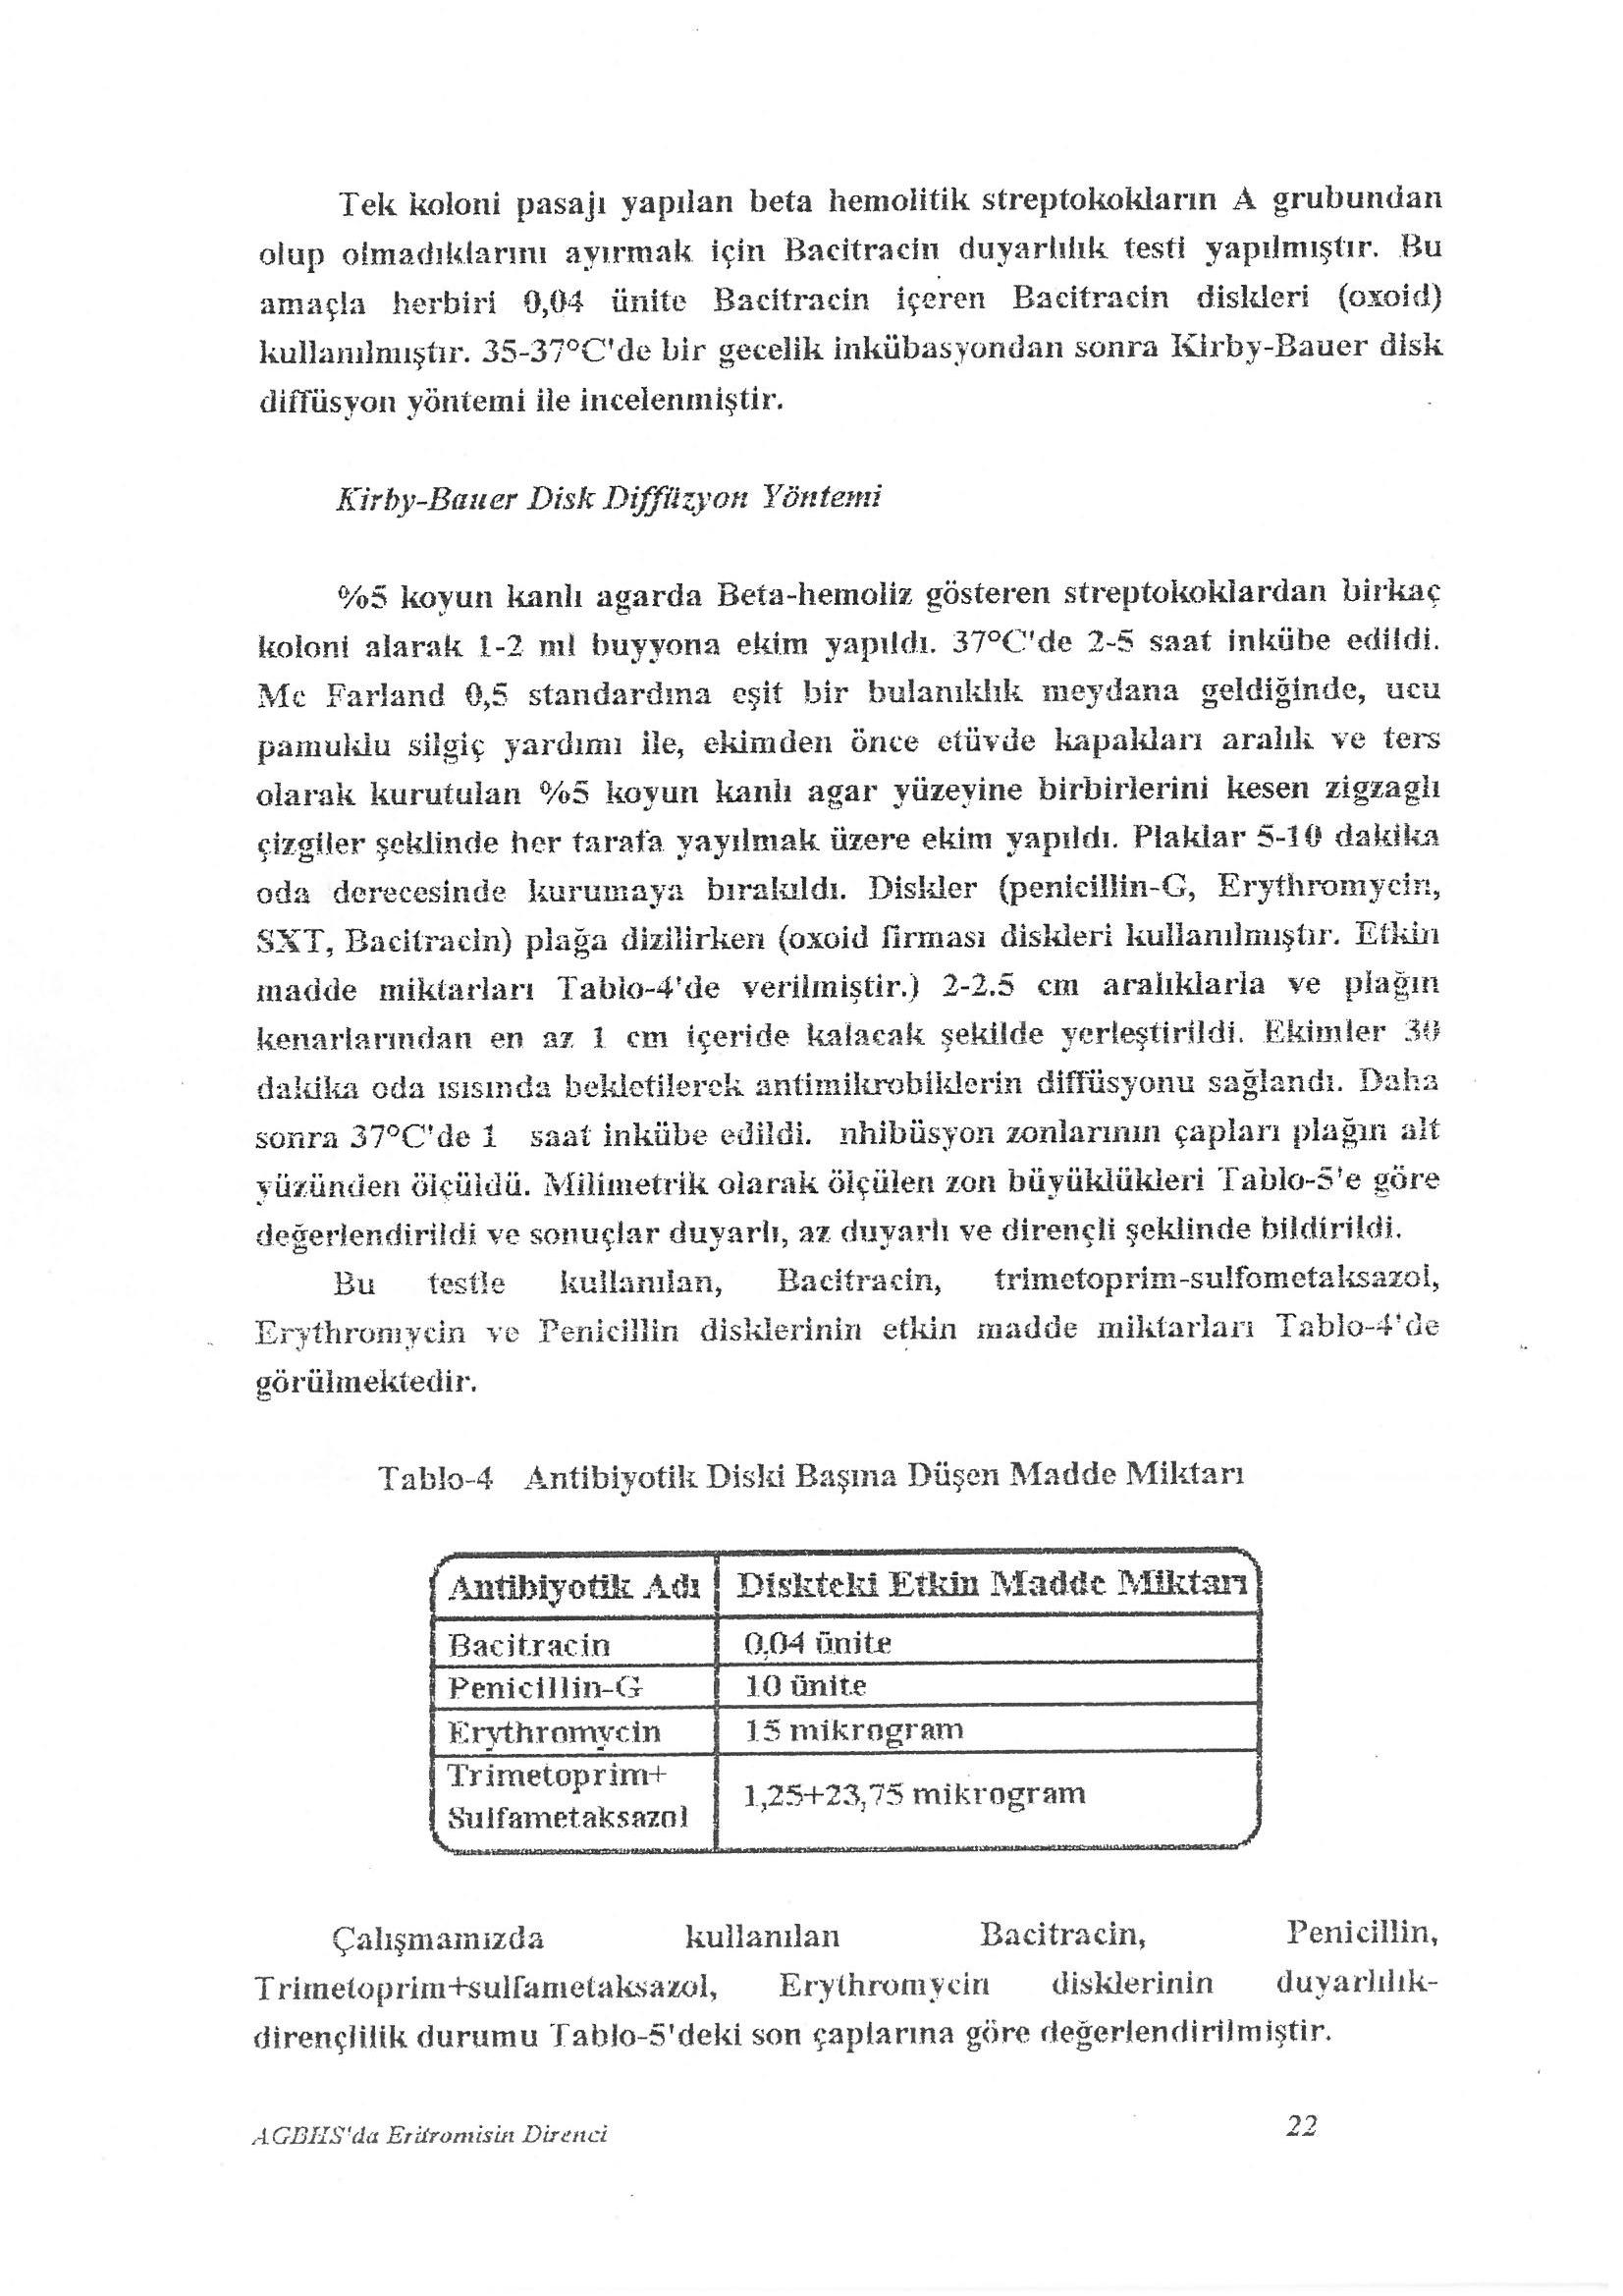 Tek koloni pasajı yapılan beta hemolitik streptokokların A grubundan
olup olmadıklarını ayırmak için Bacitracin duyarlılık testi yapılmıştır. Bu
amaçla herbiri 0,04 ünite Bacitracin içeren Bacitracin diskleri (oxoid)
kullanılmıştır. 35-37°C'de bir gecelik inkübasyondan sonra Kirby-Bauer disk
diffüsyon yöntemi ile incelenmiştir.
Kirby-Bauer Disk Diffüzyon Yöntemi
%5 koyun kanlı agarda Beta-hemoliz gösteren streptokoklardan birkaç
koloni alarak 1-2 ml buyyona ekim yapıldı. 37°C'de 2-5 saat inkübe edildi.
Mc Farland 0,5 standardına eşit bir bulanıklık meydana geldiğinde, ucu
pamuklu silgiç yardımı ile, ekimden önce etüvde kapakları aralık ve ters
olarak kurutulan %5 koyun kanlı agar yüzeyine birbirlerini kesen zigzaglı
çizgiler şeklinde her tarafa yayılmak üzere ekim yapıldı. Plaklar 5-10 dakika
oda derecesinde kurumaya bırakıldı. Diskler (penicillin-G, Erythromycin,
SXT, Bacitracin) plağa dizilirken (oxoid firması diskleri kullanılmıştır. Etkin
madde miktarları Tablo-4'de verilmiştir.) 2-2.5 cm aralıklarla ve plağın
kenarlarından en az 1 cm içeride kalacak şekilde yerleştirildi. Ekimler 30
dakika oda ısısında bekletilerek antimikrobiklerin diffüsyonu sağlandı. Daha
sonra 37°C'de 1 saat inkübe edildi. nhibüsyon zonlarının çapları plağın alt
yüzünden ölçüldü. Milimetrik olarak ölçülen zon büyüklükleri Tablo-5'e göre
değerlendirildi ve sonuçlar duyarlı, az duyarlı ve dirençli şeklinde bildirildi.
Bu testle kullanılan, Bacitracin, trimetoprim-sulfometaksazol,
Erythromycin ve Penicillin disklerinin etkin madde miktarları Tablo-4'de
görülmektedir.
Tablo-4 Antibiyotik Diski Başına Düşen Madde Miktarı
Antibiyotik Adı Diskteki Etkin Madde Miktarı
Bacitracin 0,04 ünite
Penicillin-G 10 ünite
Erythromycin 15 mikrogram
Trimetoprim+
Sulfametaksazol 1,25+23,75 mikrogram
Çalışmamızda kullanılan Bacitracin, Penicillin,
Trimetoprim+sulfametaksazol, Erythromycin disklerinin duyarlılık-
dirençlilik durumu Tablo-5'deki son çaplarına göre değerlendirilmiştir.
AGBHS'da Eritromisin Direnci 22